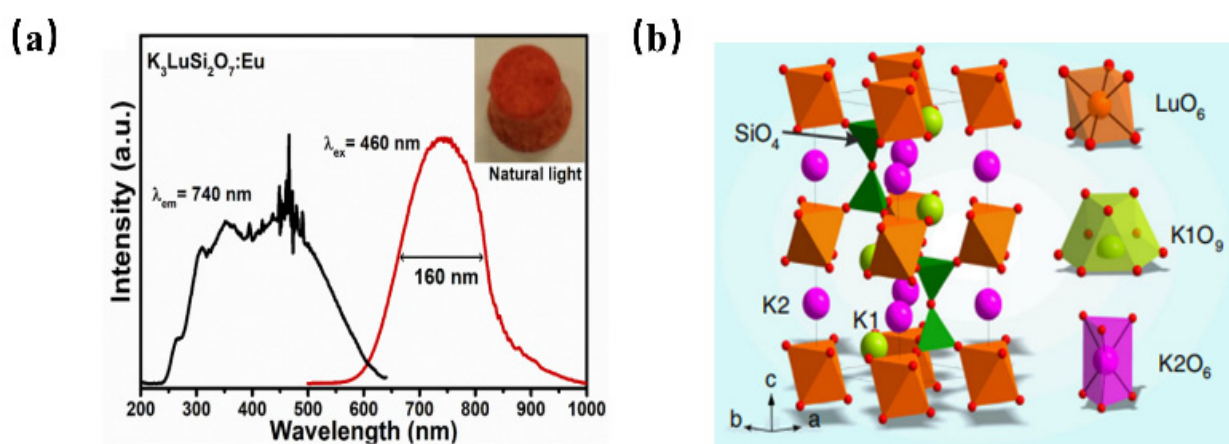 (a)
K₃LuSi₂O₇:Eu
λem = 740 nm
λex = 460 nm
Natural light
160 nm
Intensity (a.u.)
200 300 400 500 600 700 800 900 1000
Wavelength (nm)
(b)
SiO₄
LuO₆
K1O₉
K2
K1
K2O₆
c
b
a